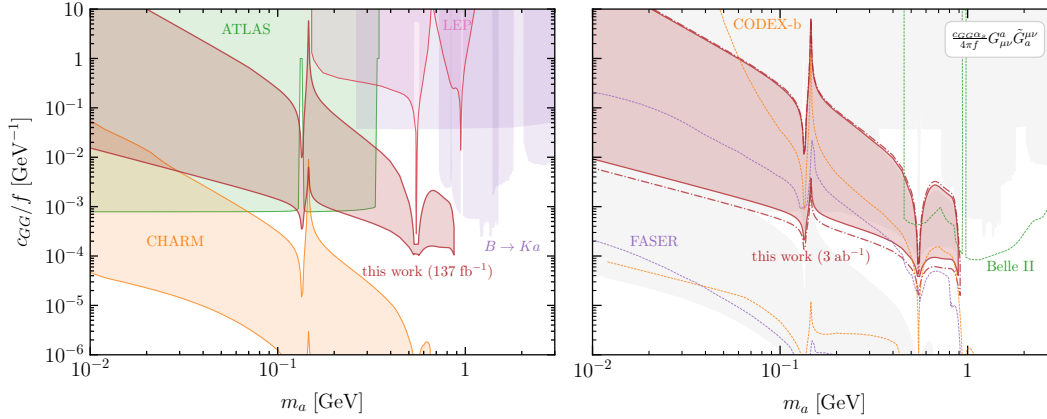 10
1
10⁻¹
10⁻²
10⁻³
10⁻⁴
10⁻⁵
10⁻⁶
c_GG/f [GeV⁻¹]
ATLAS
LEP
CHARM
B → Ka
this work (137 fb⁻¹)
10⁻² 10⁻¹ 1
mₐ [GeV]
CODEX-b
c_GG α_s / 4πf G^a_μν G̃_a^μν
FASER
this work (3 ab⁻¹)
Belle II
10⁻² 10⁻¹ 1
mₐ [GeV]